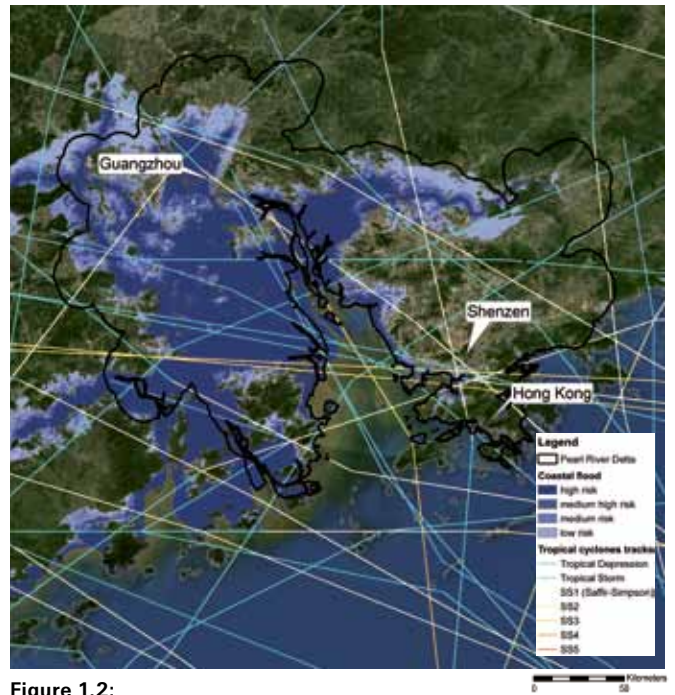 Guangzhou
Shenzen
Hong Kong
Legend
Pearl River Delta
Coastal flood
high risk
medium high risk
medium risk
low risk
Tropical cyclones tracks
Tropical Depression
Tropical Storm
SS1 (Saffir-Simpson)
SS2
SS3
SS4
SS5
Kilometers
0 50
Figure 1.2: